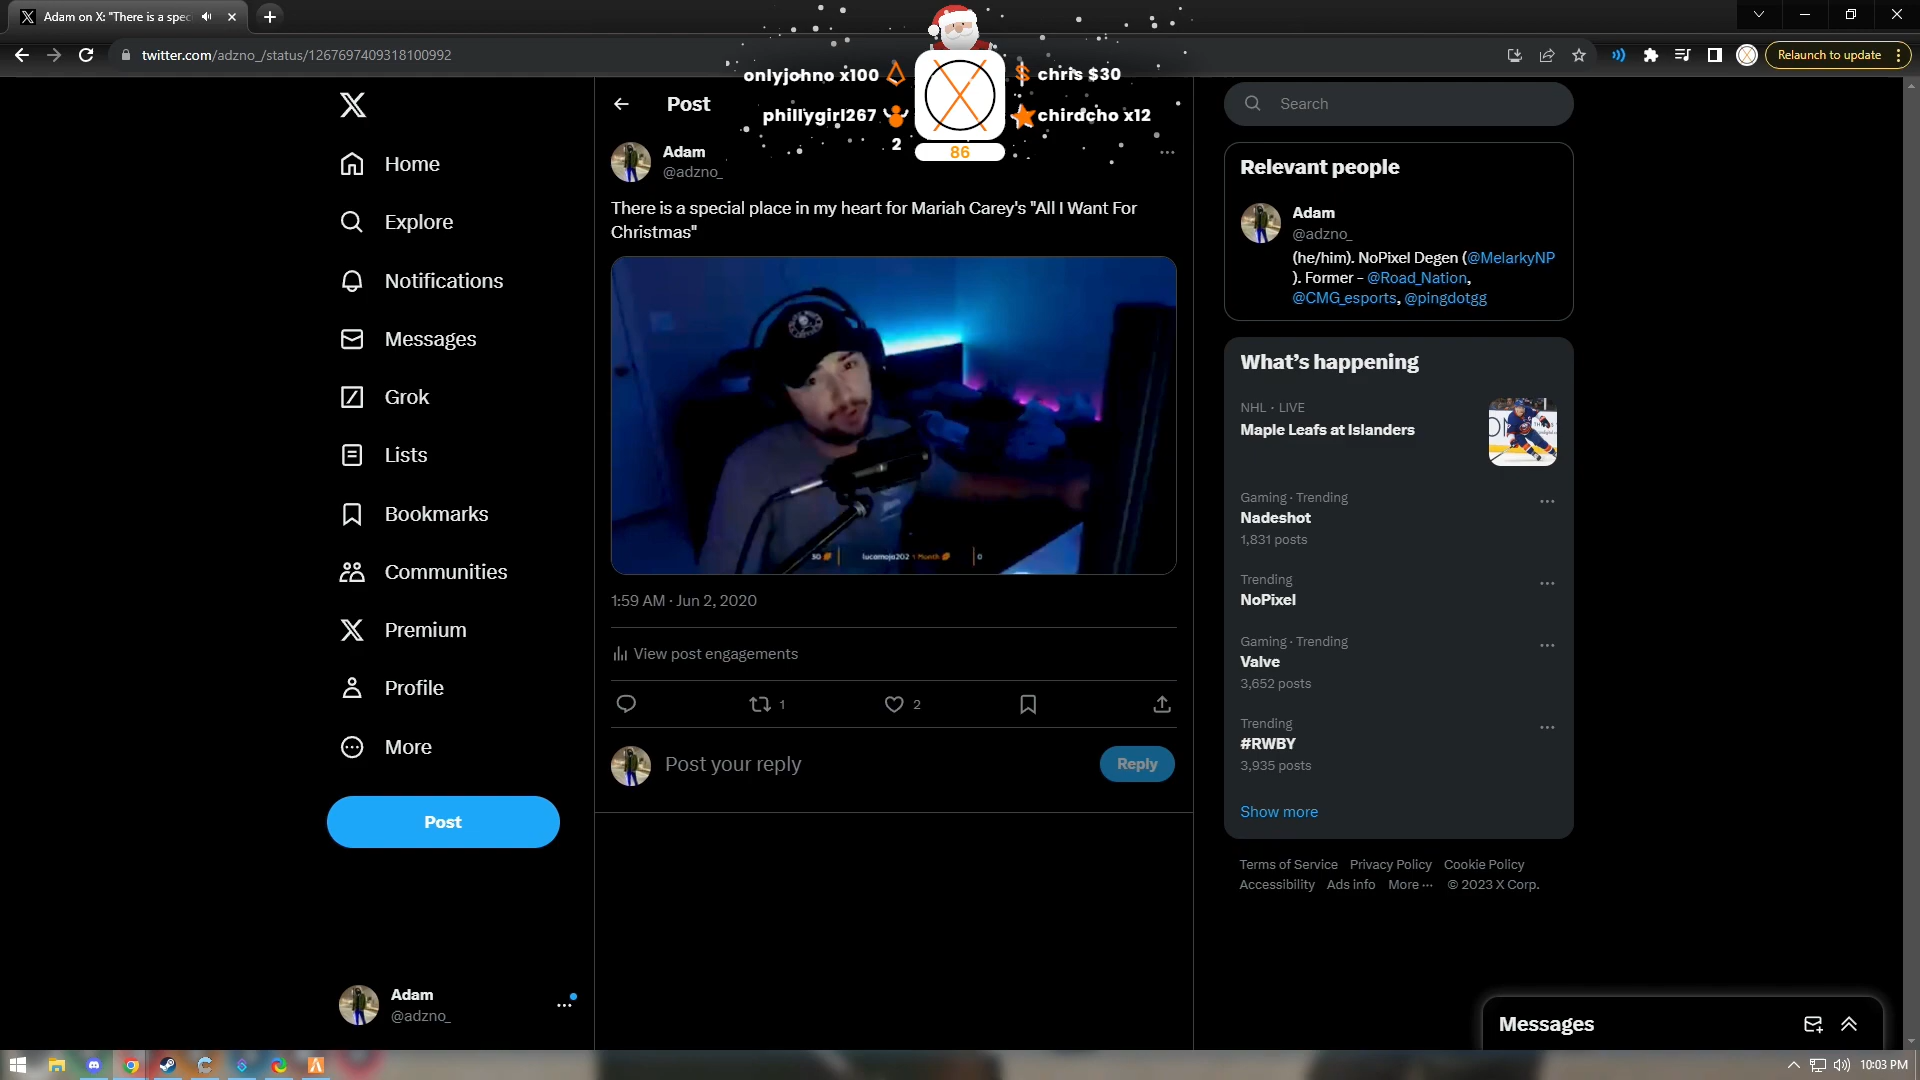 Adam on X: "There is a spec
twitter.com/adzno_/status/1267697409318100992
Relaunch to update
onlyjohno x100
chris $30
phillygirl267
2
chirdcho x12
86
Home
Explore
Notifications
Messages
Grok
Lists
Bookmarks
Communities
Premium
Profile
More
Post
Adam
@adzno_
Post
Adam
@adzno_
There is a special place in my heart for Mariah Carey's "All I Want For
Christmas"
30
lucamoja202 1 Month
0
1:59 AM · Jun 2, 2020
View post engagements
1
2
Post your reply
Reply
Search
Relevant people
Adam
@adzno_
(he/him). NoPixel Degen (@MelarkyNP
). Former - @Road_Nation,
@CMG_esports, @pingdotgg
What's happening
NHL · LIVE
Maple Leafs at Islanders
Gaming · Trending
Nadeshot
1,831 posts
Trending
NoPixel
Gaming · Trending
Valve
3,652 posts
Trending
#RWBY
3,935 posts
Show more
Terms of Service Privacy Policy Cookie Policy
Accessibility Ads info More ··· © 2023 X Corp.
Messages
10:03 PM